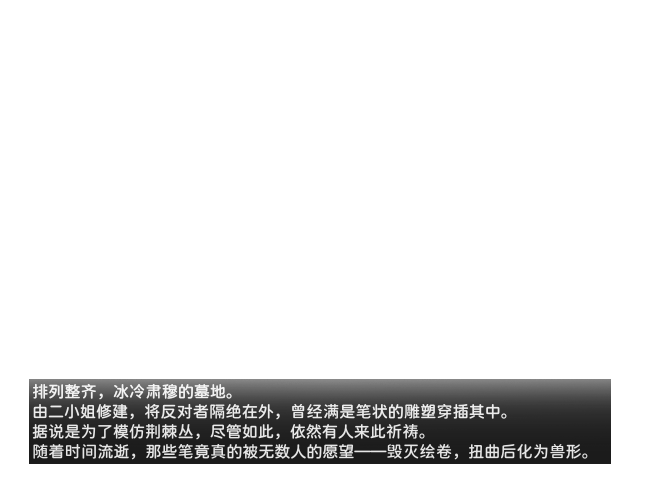 排列整齐，冰冷肃穆的墓地。
由二小姐修建，将反对者隔绝在外，曾经满是笔状的雕塑穿插其中。
据说是为了模仿荆棘丛，尽管如此，依然有人来此祈祷。
随着时间流逝，那些笔竟真的被无数人的愿望——毁灭绘卷，扭曲后化为兽形。